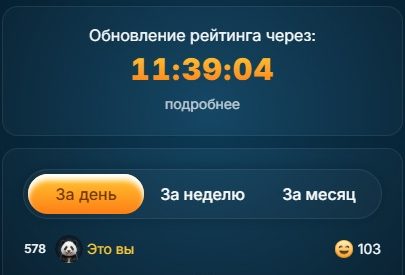 Обновление рейтинга через:
11:39:04
подробнее
За день За неделю За месяц
578 Это вы 103